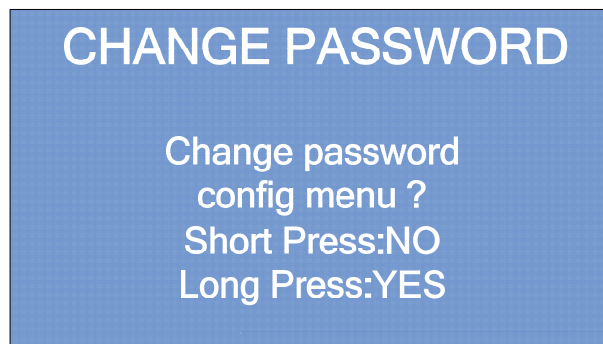 CHANGE PASSWORD
Change password
config menu ?
Short Press:NO
Long Press:YES